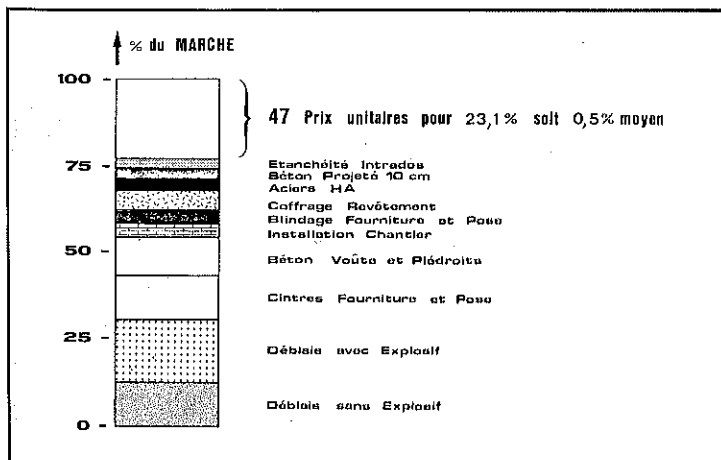 % du MARCHE
100
47 Prix unitaires pour 23,1% soit 0,5% moyen
75
Etanchéité Intrados
Béton Projeté 10 cm
Aciers HA
Coffrage Revêtement
Blindage Fourniture et Pose
Installation Chantier
50
Béton Voûte et Piédroits
Cintres Fourniture et Pose
25
Déblais avec Explosif
Déblais sans Explosif
0